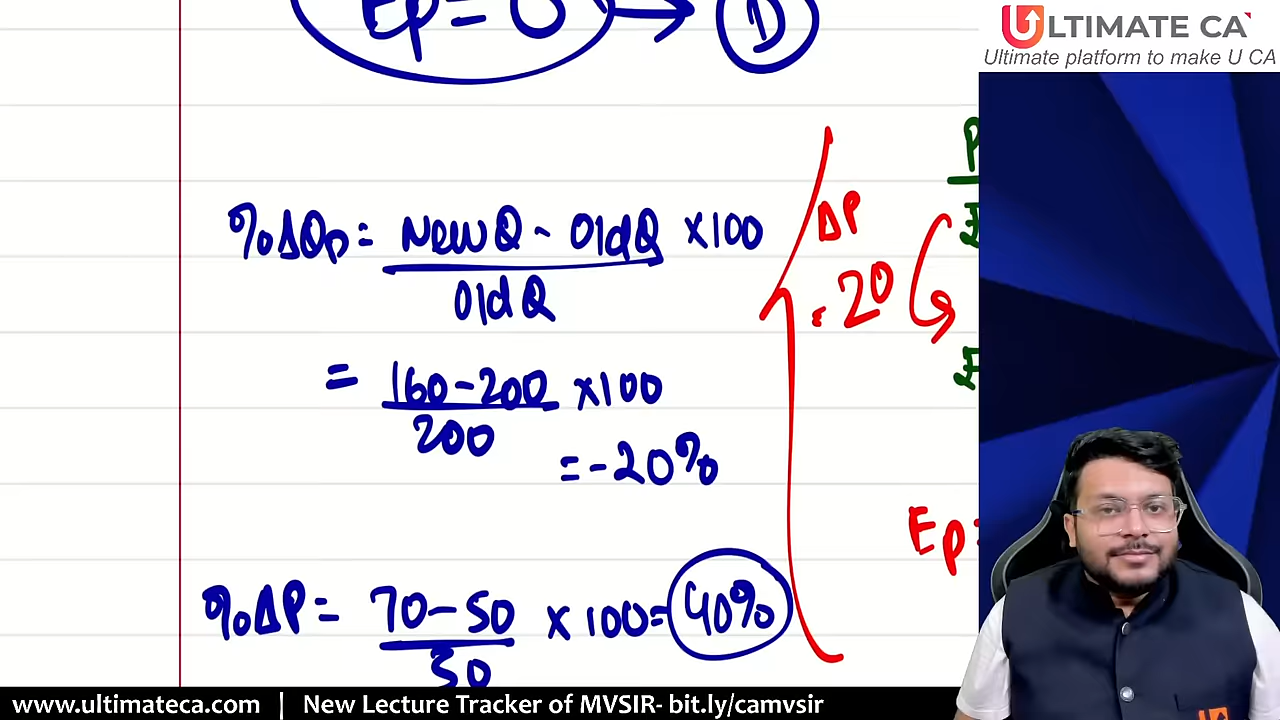 Ep = 0 → D
ULTIMATE CA
Ultimate platform to make U CA
%ΔQD = New Q - Old Q ×100
Old Q
= 160-200 ×100
200
= -20%
%ΔP = 70-50 × 100 = 40%
50
ΔP
= 20
Ep =
www.ultimateca.com | New Lecture Tracker of MVSIR- bit.ly/camvsir